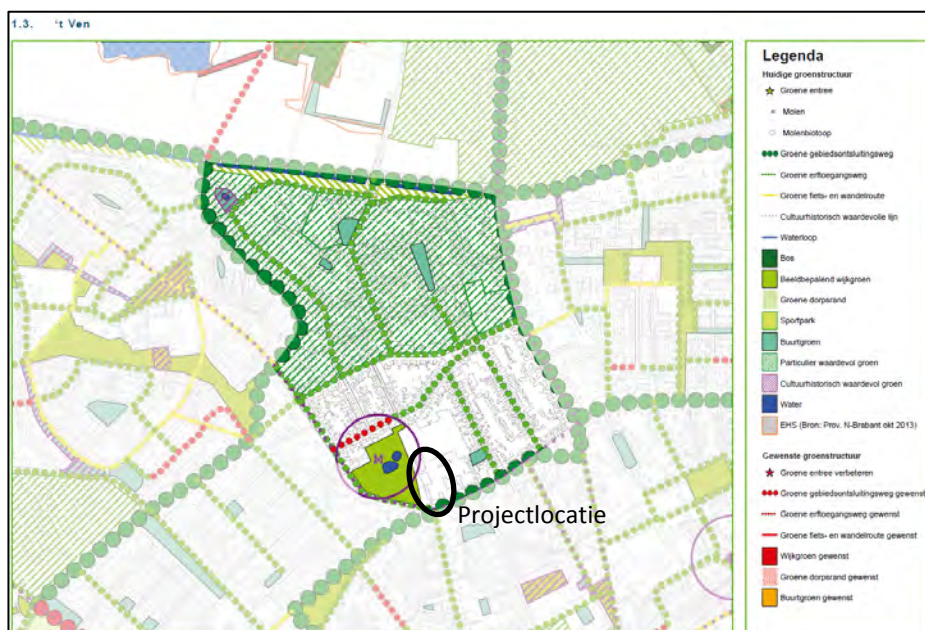 1.3. 't Ven
M
Projectlocatie
Legenda
Huidige groenstructuur
Groene entree
Molen
Molenbiotoop
Groene gebiedsontsluitingsweg
Groene erftoegangsweg
Groene fiets- en wandelroute
Cultuurhistorisch waardevolle lijn
Waterloop
Bos
Beeldbepalend wijkgroen
Groene dorpsrand
Sportpark
Buurtgroen
Particulier waardevol groen
Cultuurhistorisch waardevol groen
Water
EHS (Bron: Prov. N-Brabant okt 2013)
Gewenste groenstructuur
Groene entree verbeteren
Groene gebiedsontsluitingsweg gewenst
Groene erftoegangsweg gewenst
Groene fiets- en wandelroute gewenst
Wijkgroen gewenst
Groene dorpsrand gewenst
Buurtgroen gewenst